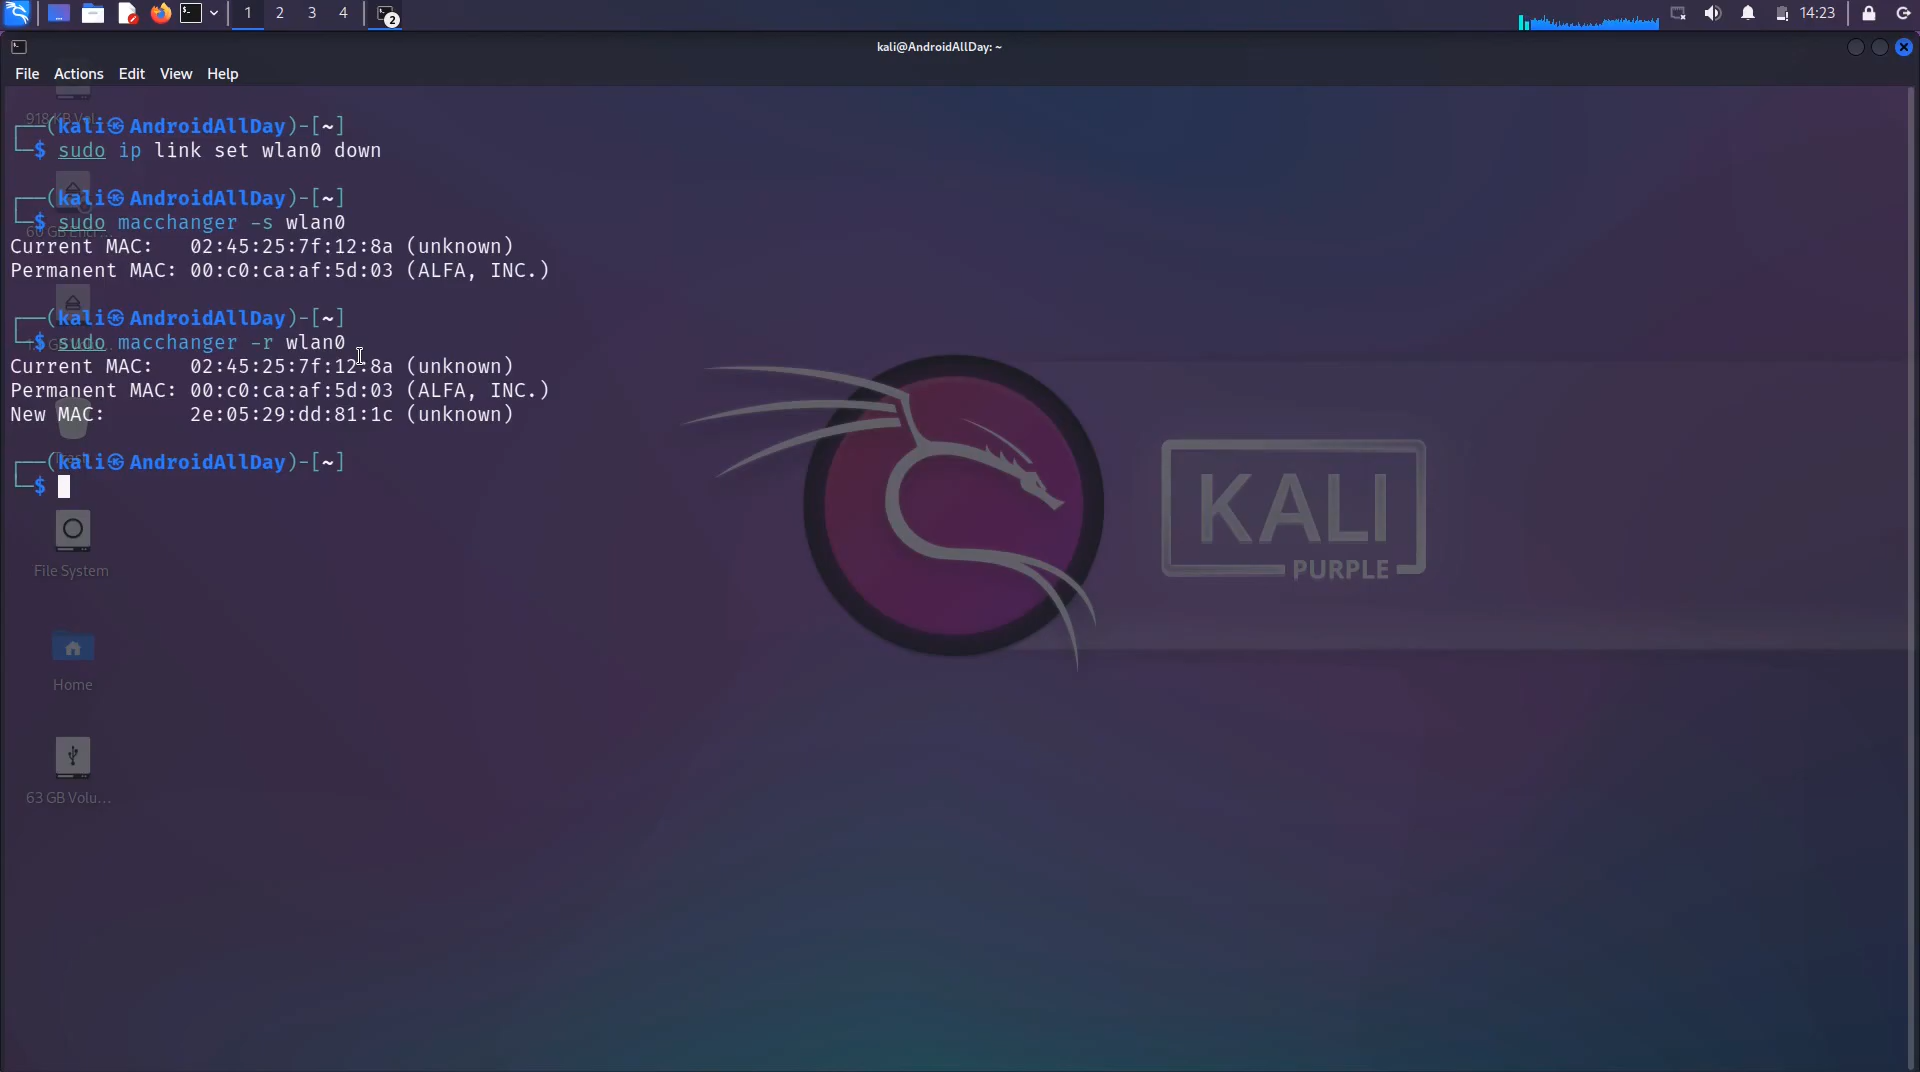 1 2 3 4 2 14:23
kali@AndroidAllDay: ~
File Actions Edit View Help
┌──(kali㉿AndroidAllDay)-[~]
└─$ sudo ip link set wlan0 down
┌──(kali㉿AndroidAllDay)-[~]
└─$ sudo macchanger -s wlan0
Current MAC:   02:45:25:7f:12:8a (unknown)
Permanent MAC: 00:c0:ca:af:5d:03 (ALFA, INC.)
┌──(kali㉿AndroidAllDay)-[~]
└─$ sudo macchanger -r wlan0
Current MAC:   02:45:25:7f:12:8a (unknown)
Permanent MAC: 00:c0:ca:af:5d:03 (ALFA, INC.)
New MAC:       2e:05:29:dd:81:1c (unknown)
┌──(kali㉿AndroidAllDay)-[~]
└─$
File System
Home
63 GB Volu...
KALI
PURPLE